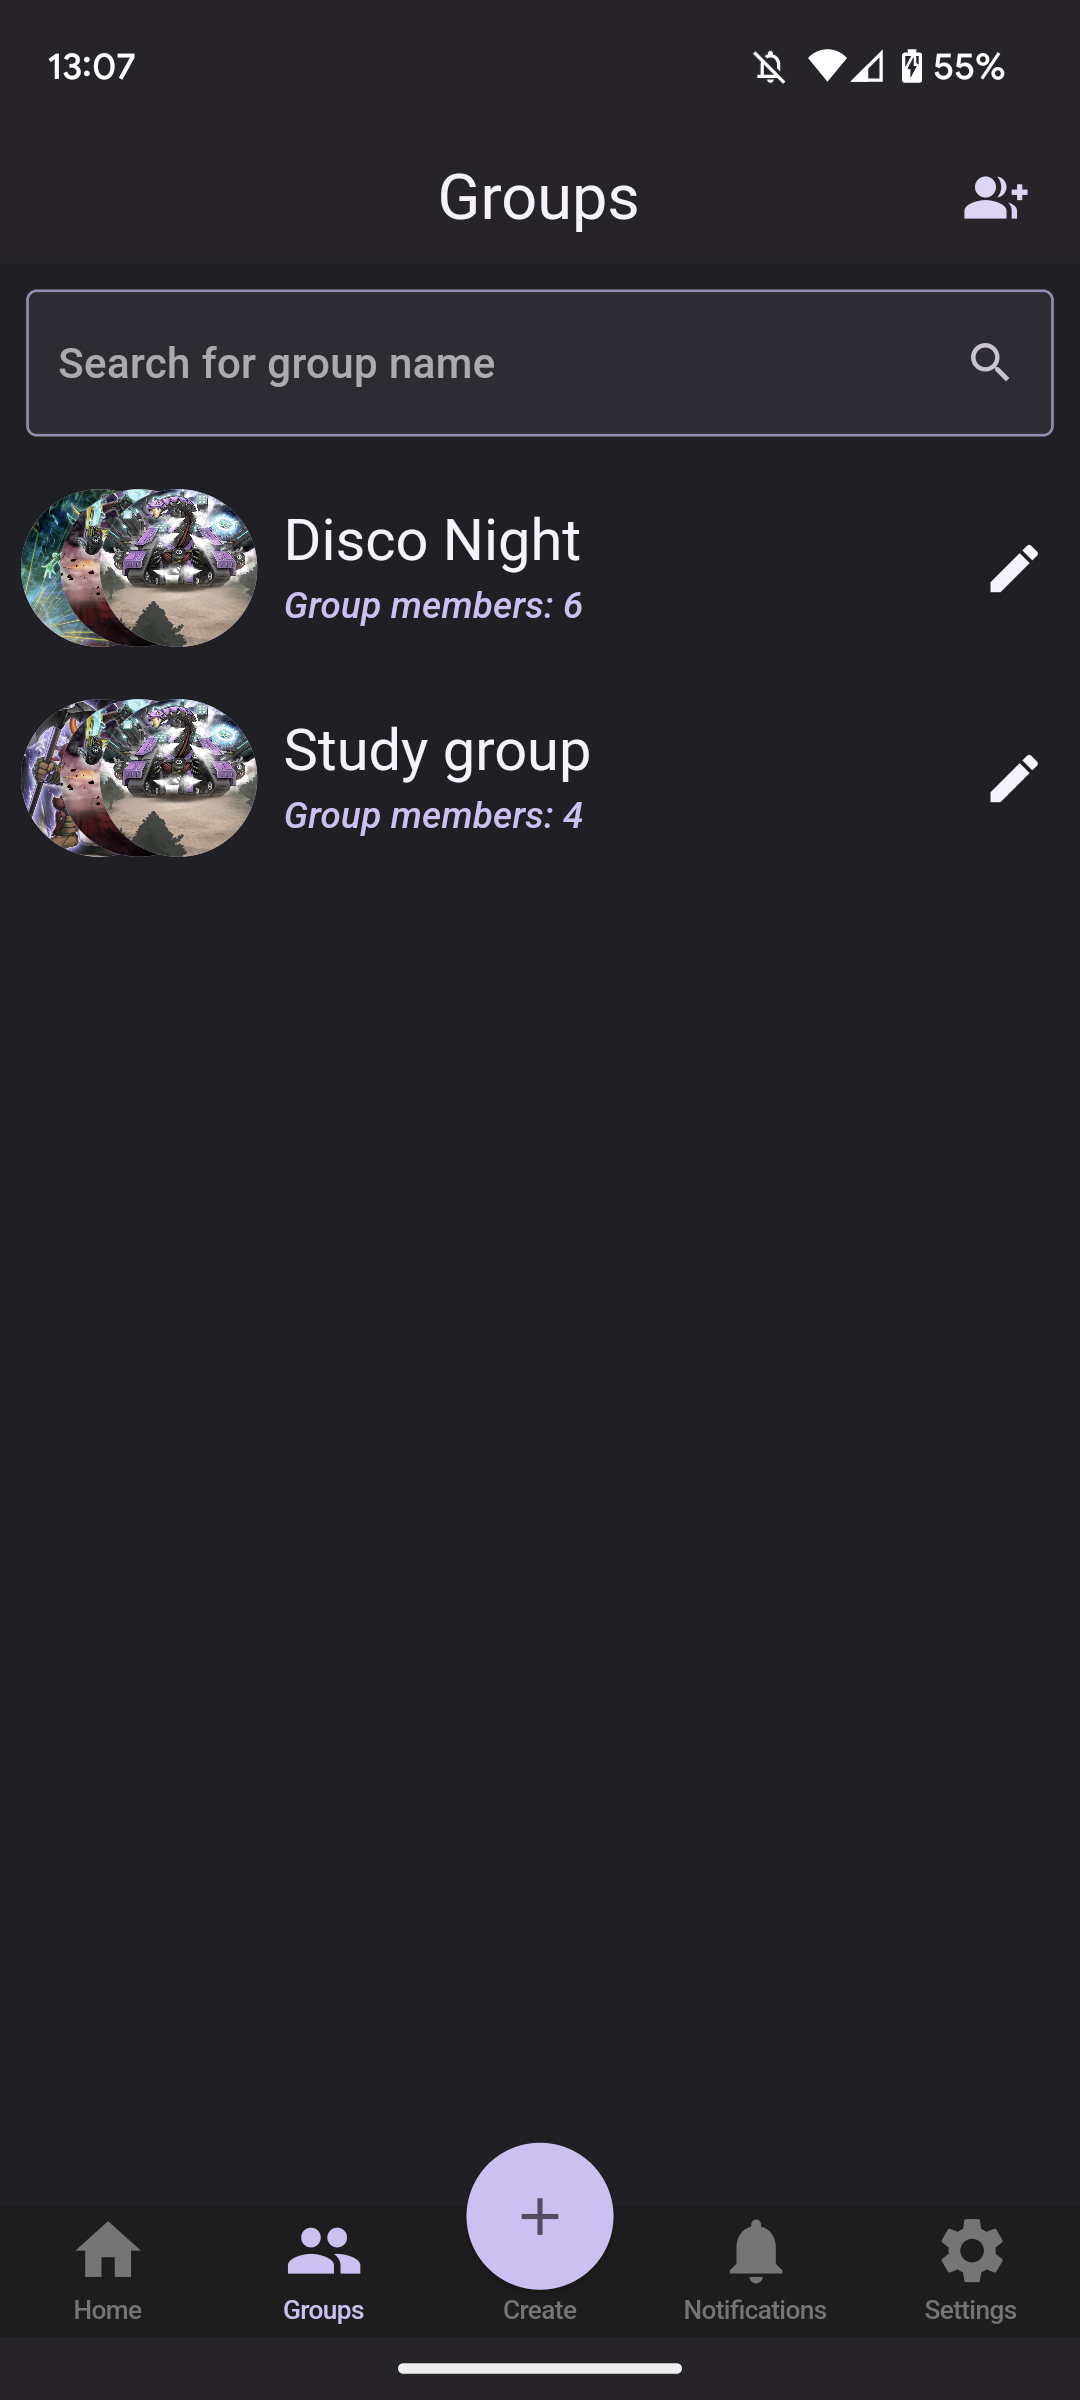 13:07
55%
Groups
Search for group name
Disco Night
Group members: 6
Study group
Group members: 4
Home
Groups
Create
Notifications
Settings